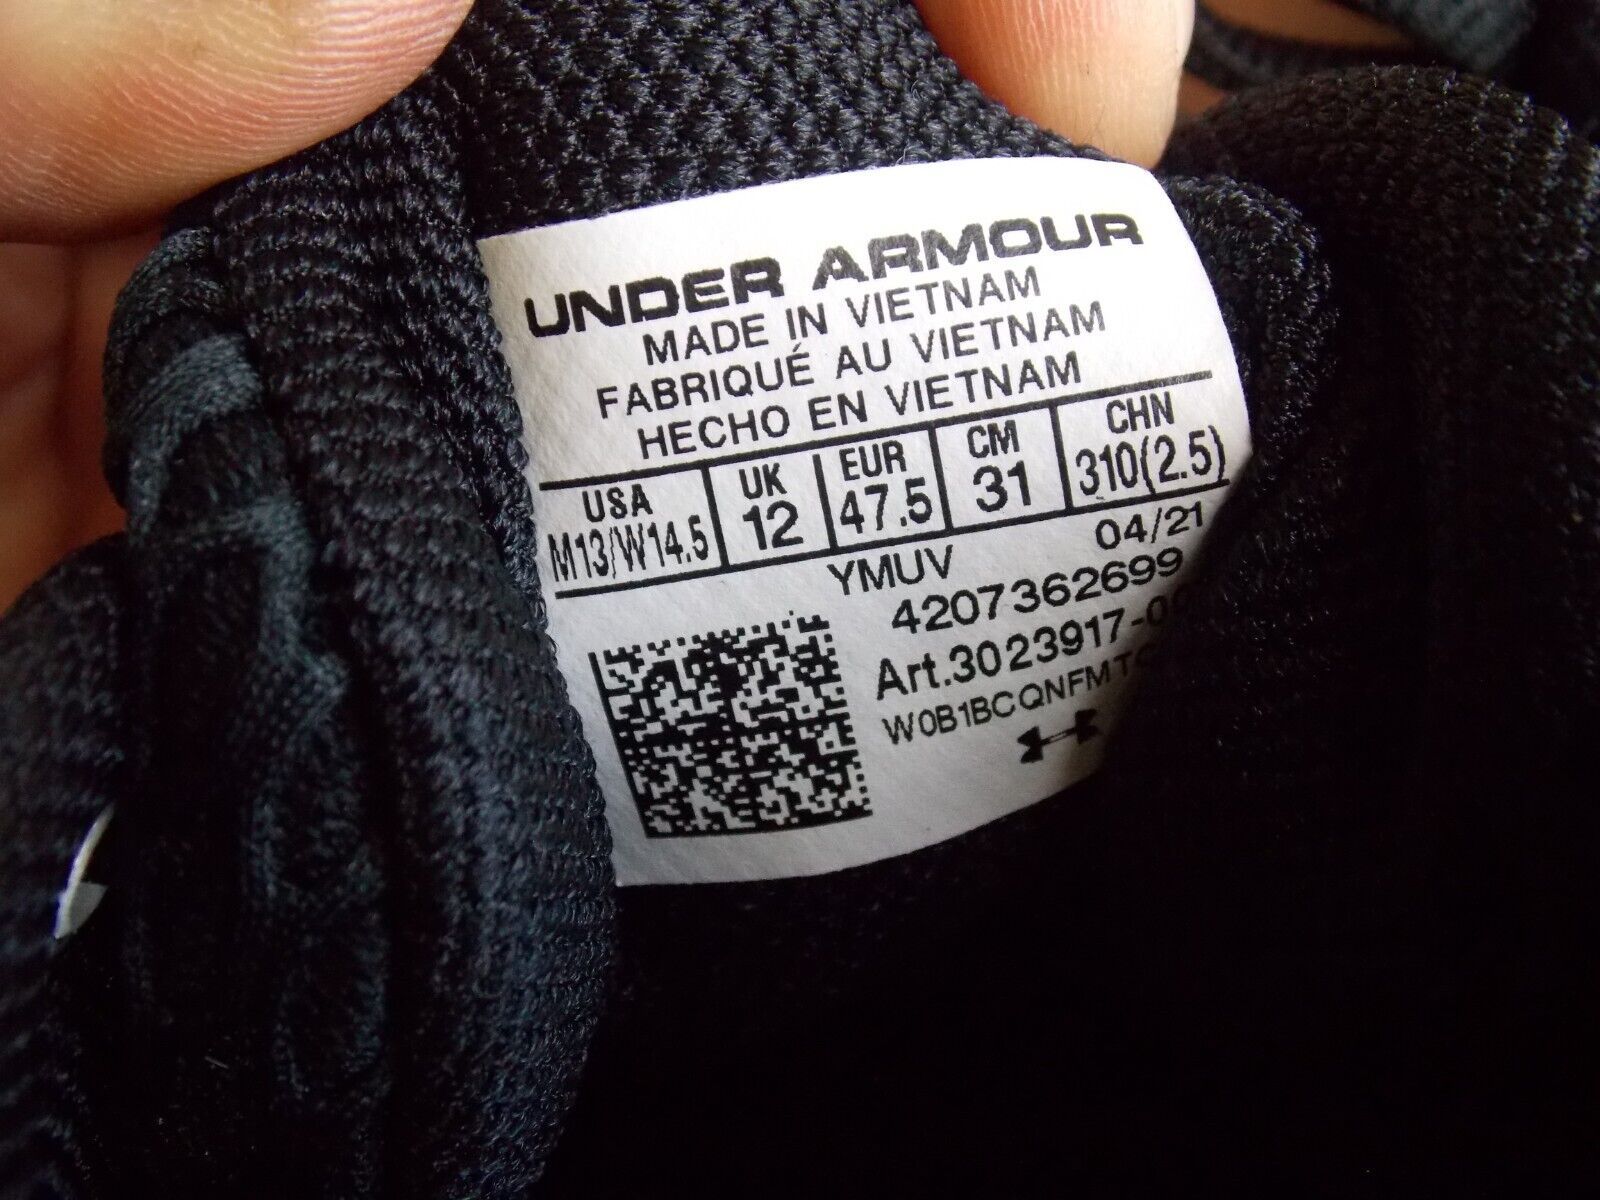 UNDER ARMOUR
MADE IN VIETNAM
FABRIQUÉ AU VIETNAM
HECHO EN VIETNAM
USA UK EUR CM CHN
M13/W14.5 12 47.5 31 310(2.5)
YMUV 04/21
4207362699
Art.3023917-0
W0B1BCQNFMT